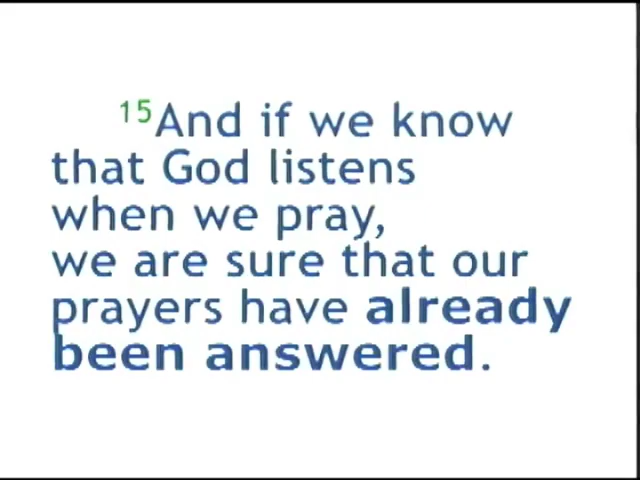 15And if we know
that God listens
when we pray,
we are sure that our
prayers have already
been answered.